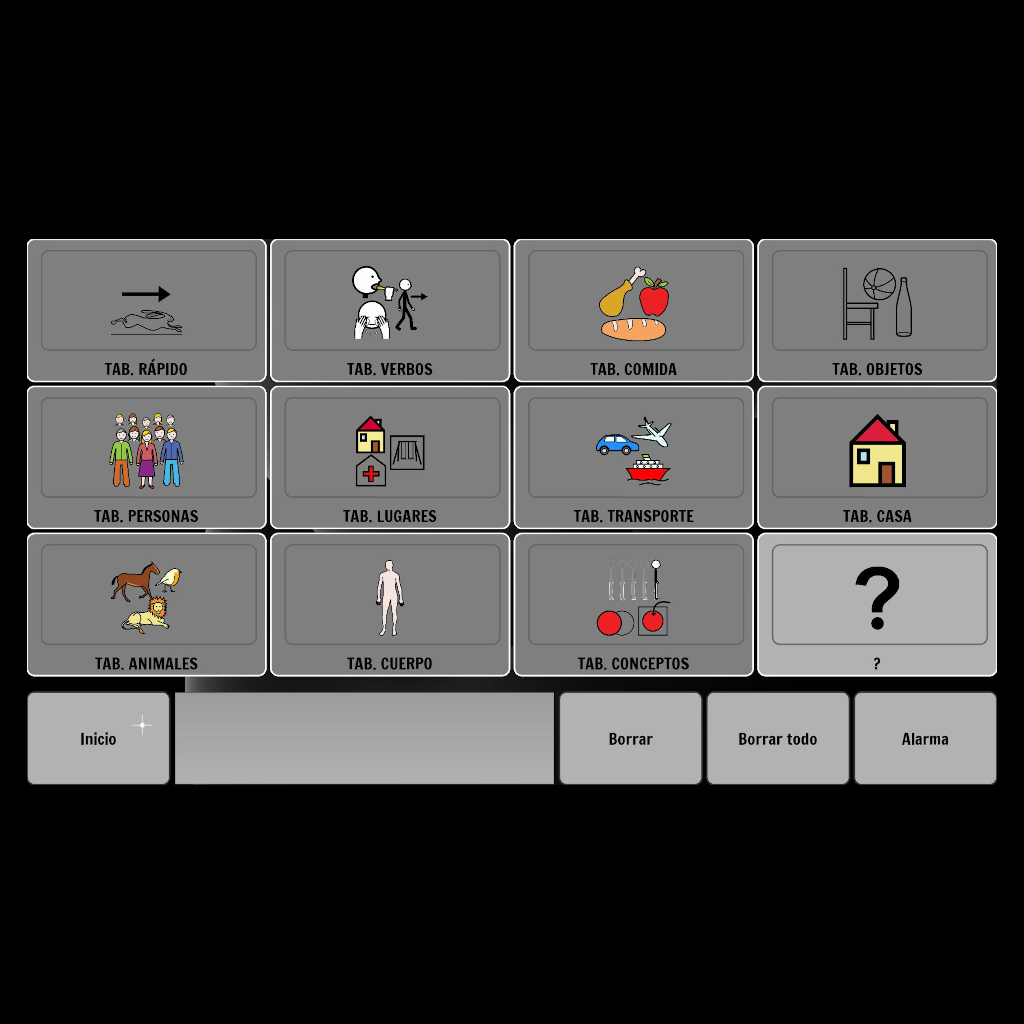 TAB. RÁPIDO
TAB. VERBOS
TAB. COMIDA
TAB. OBJETOS
TAB. PERSONAS
TAB. LUGARES
TAB. TRANSPORTE
TAB. CASA
TAB. ANIMALES
TAB. CUERPO
TAB. CONCEPTOS
?
?
Inicio
Borrar
Borrar todo
Alarma